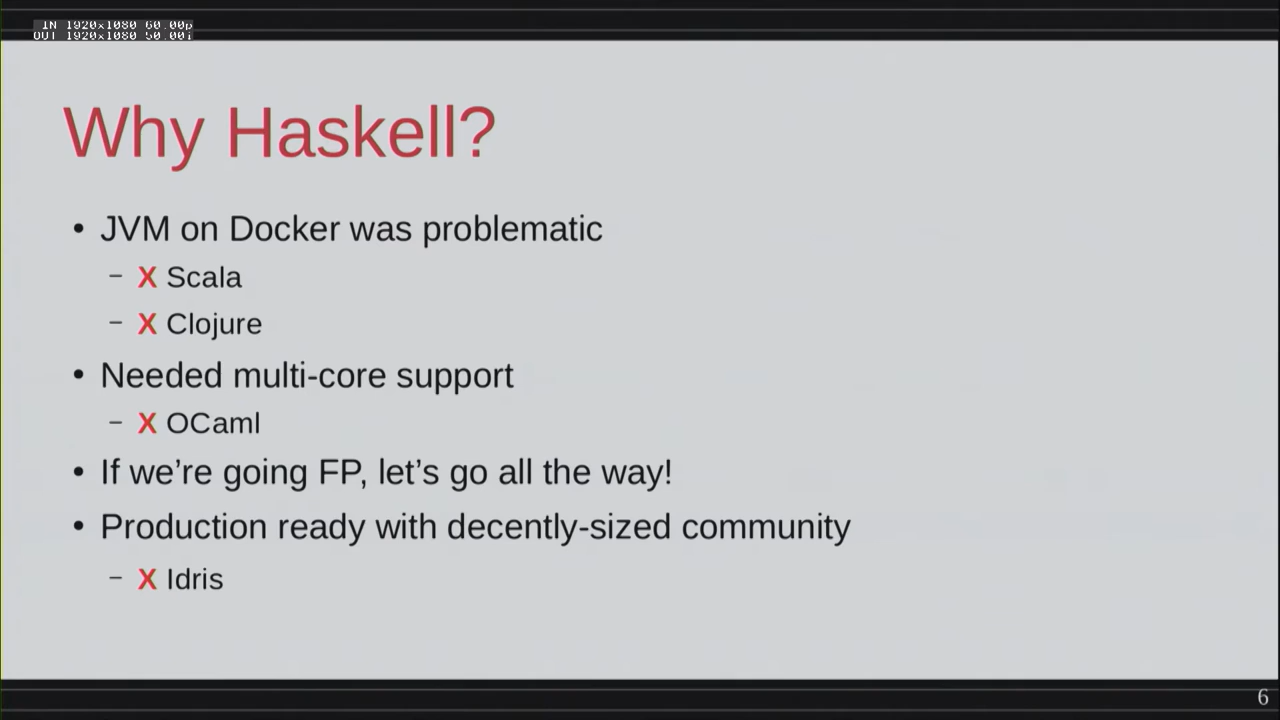 IN 1920x1080 60.00p
OUT 1920x1080 50.00i
Why Haskell?
• JVM on Docker was problematic
– X Scala
– X Clojure
• Needed multi-core support
– X OCaml
• If we’re going FP, let’s go all the way!
• Production ready with decently-sized community
– X Idris
6